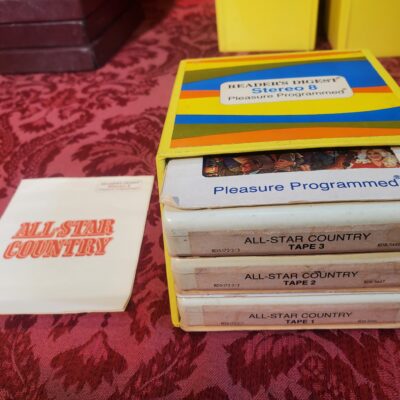 READER'S DIGEST
Stereo 8
Pleasure Programmed®
Pleasure Programmed®
ALL-STAR COUNTRY
TAPE 3
ALL-STAR COUNTRY
TAPE 2
ALL-STAR COUNTRY
TAPE 1
ALL-STAR
COUNTRY